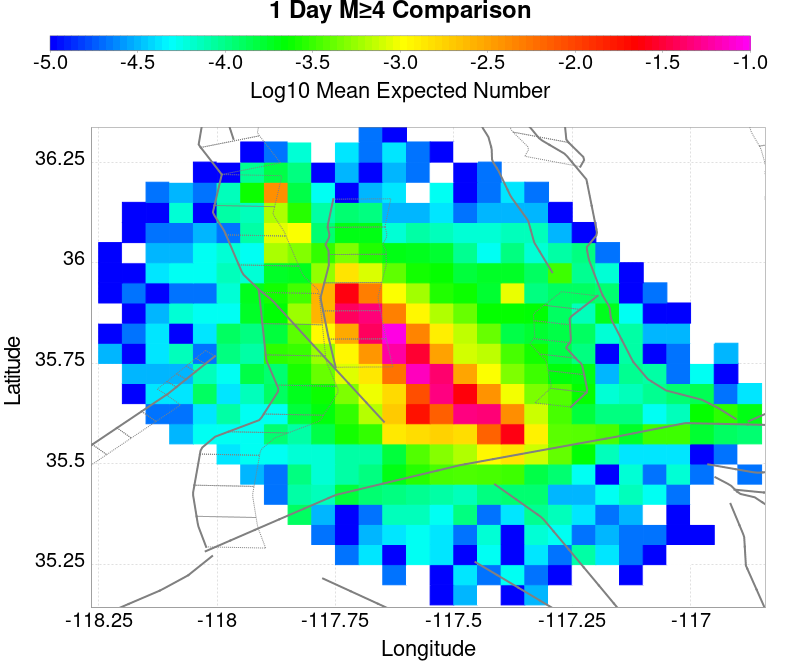 1 Day M≥4 Comparison
-5.0 -4.5 -4.0 -3.5 -3.0 -2.5 -2.0 -1.5 -1.0
Log10 Mean Expected Number
36.25
36
35.75
35.5
35.25
Latitude
-118.25 -118 -117.75 -117.5 -117.25 -117
Longitude